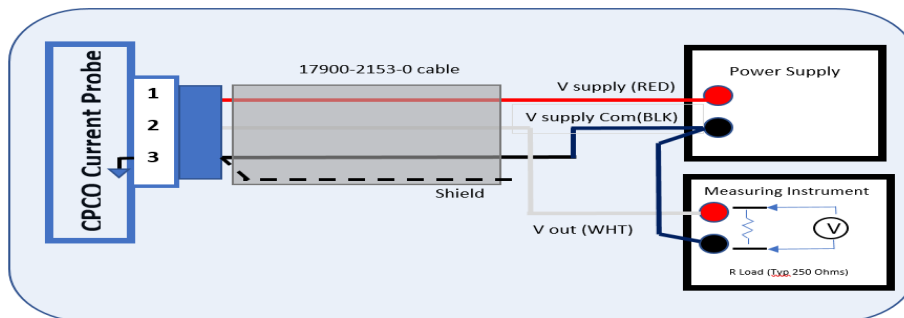 CPCO Current Probe
1
2
3
17900-2153-0 cable
Shield
V supply (RED)
V supply Com(BLK)
V out (WHT)
Power Supply
Measuring Instrument
V
R Load (Typ 250 Ohms)